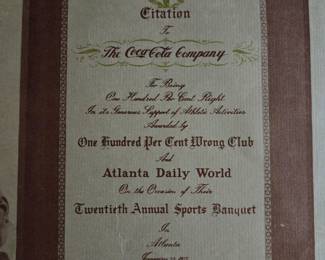 Citation
To
The Coca-Cola Company
To Being
One Hundred Per Cent Right
In its Generous Support of Athletic Activities
Awarded by
One Hundred Per Cent Wrong Club
And
Atlanta Daily World
On the Occasion of Their
Twentieth Annual Sports Banquet
In
Atlanta
January